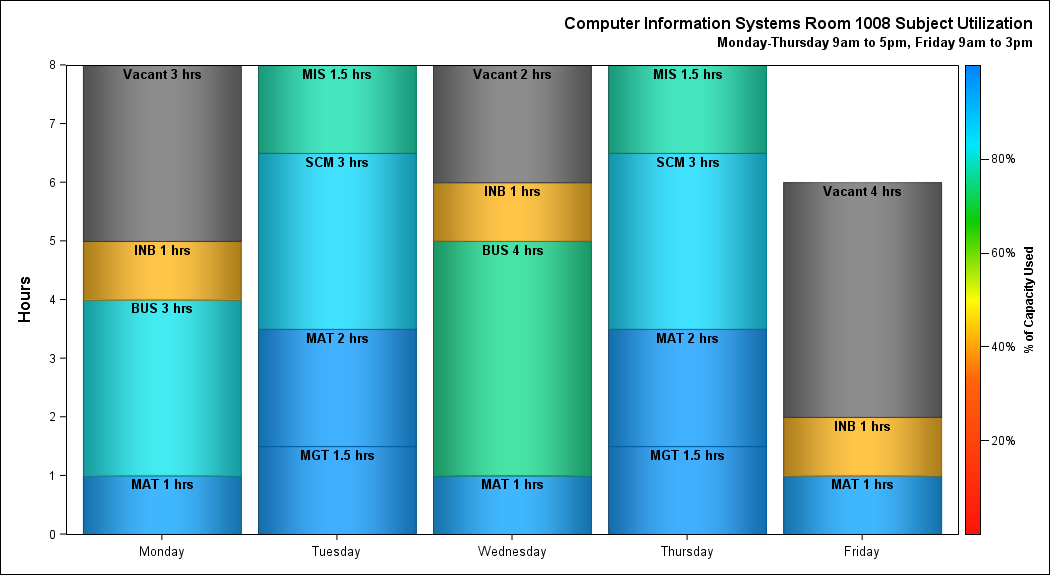 Computer Information Systems Room 1008 Subject Utilization
Monday-Thursday 9am to 5pm, Friday 9am to 3pm
Hours
8
7
6
5
4
3
2
1
0
Vacant 3 hrs
INB 1 hrs
BUS 3 hrs
MAT 1 hrs
MIS 1.5 hrs
SCM 3 hrs
MAT 2 hrs
MGT 1.5 hrs
Vacant 2 hrs
INB 1 hrs
BUS 4 hrs
MAT 1 hrs
MIS 1.5 hrs
SCM 3 hrs
MAT 2 hrs
MGT 1.5 hrs
Vacant 4 hrs
INB 1 hrs
MAT 1 hrs
Monday
Tuesday
Wednesday
Thursday
Friday
80%
60%
40%
20%
% of Capacity Used